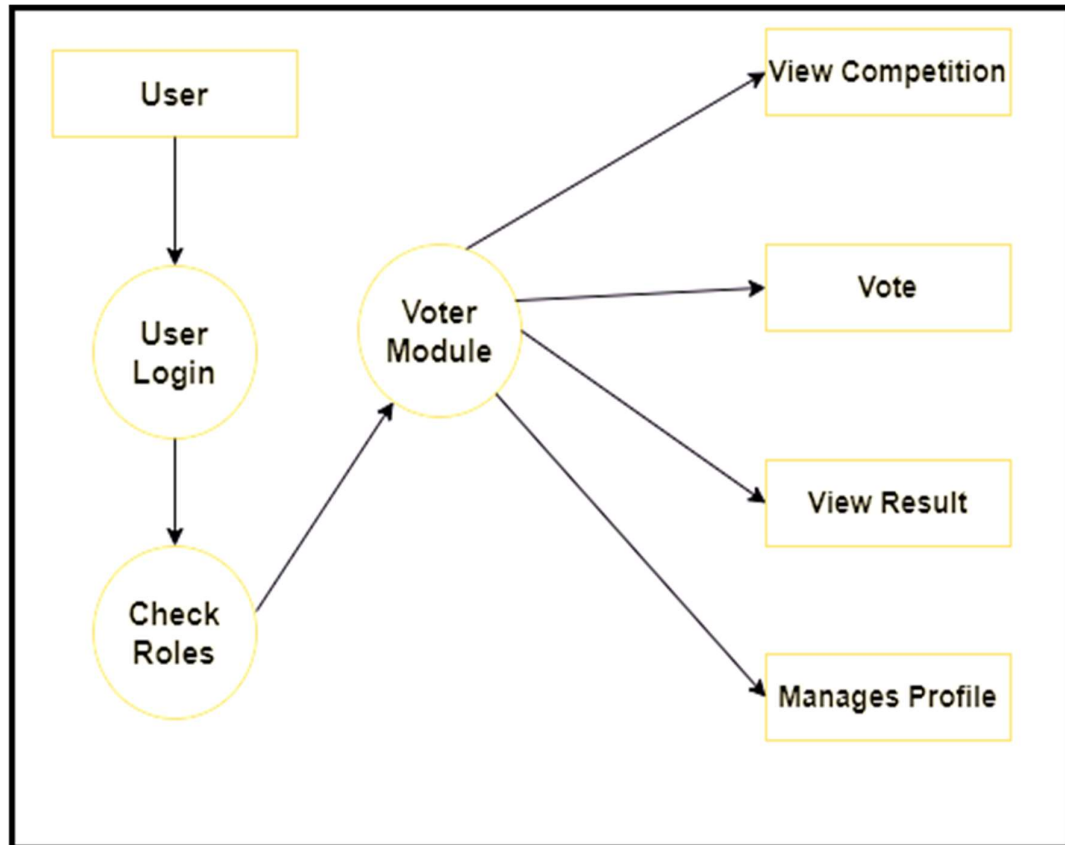 User
User
Login
Check
Roles
Voter
Module
View Competition
Vote
View Result
Manages Profile